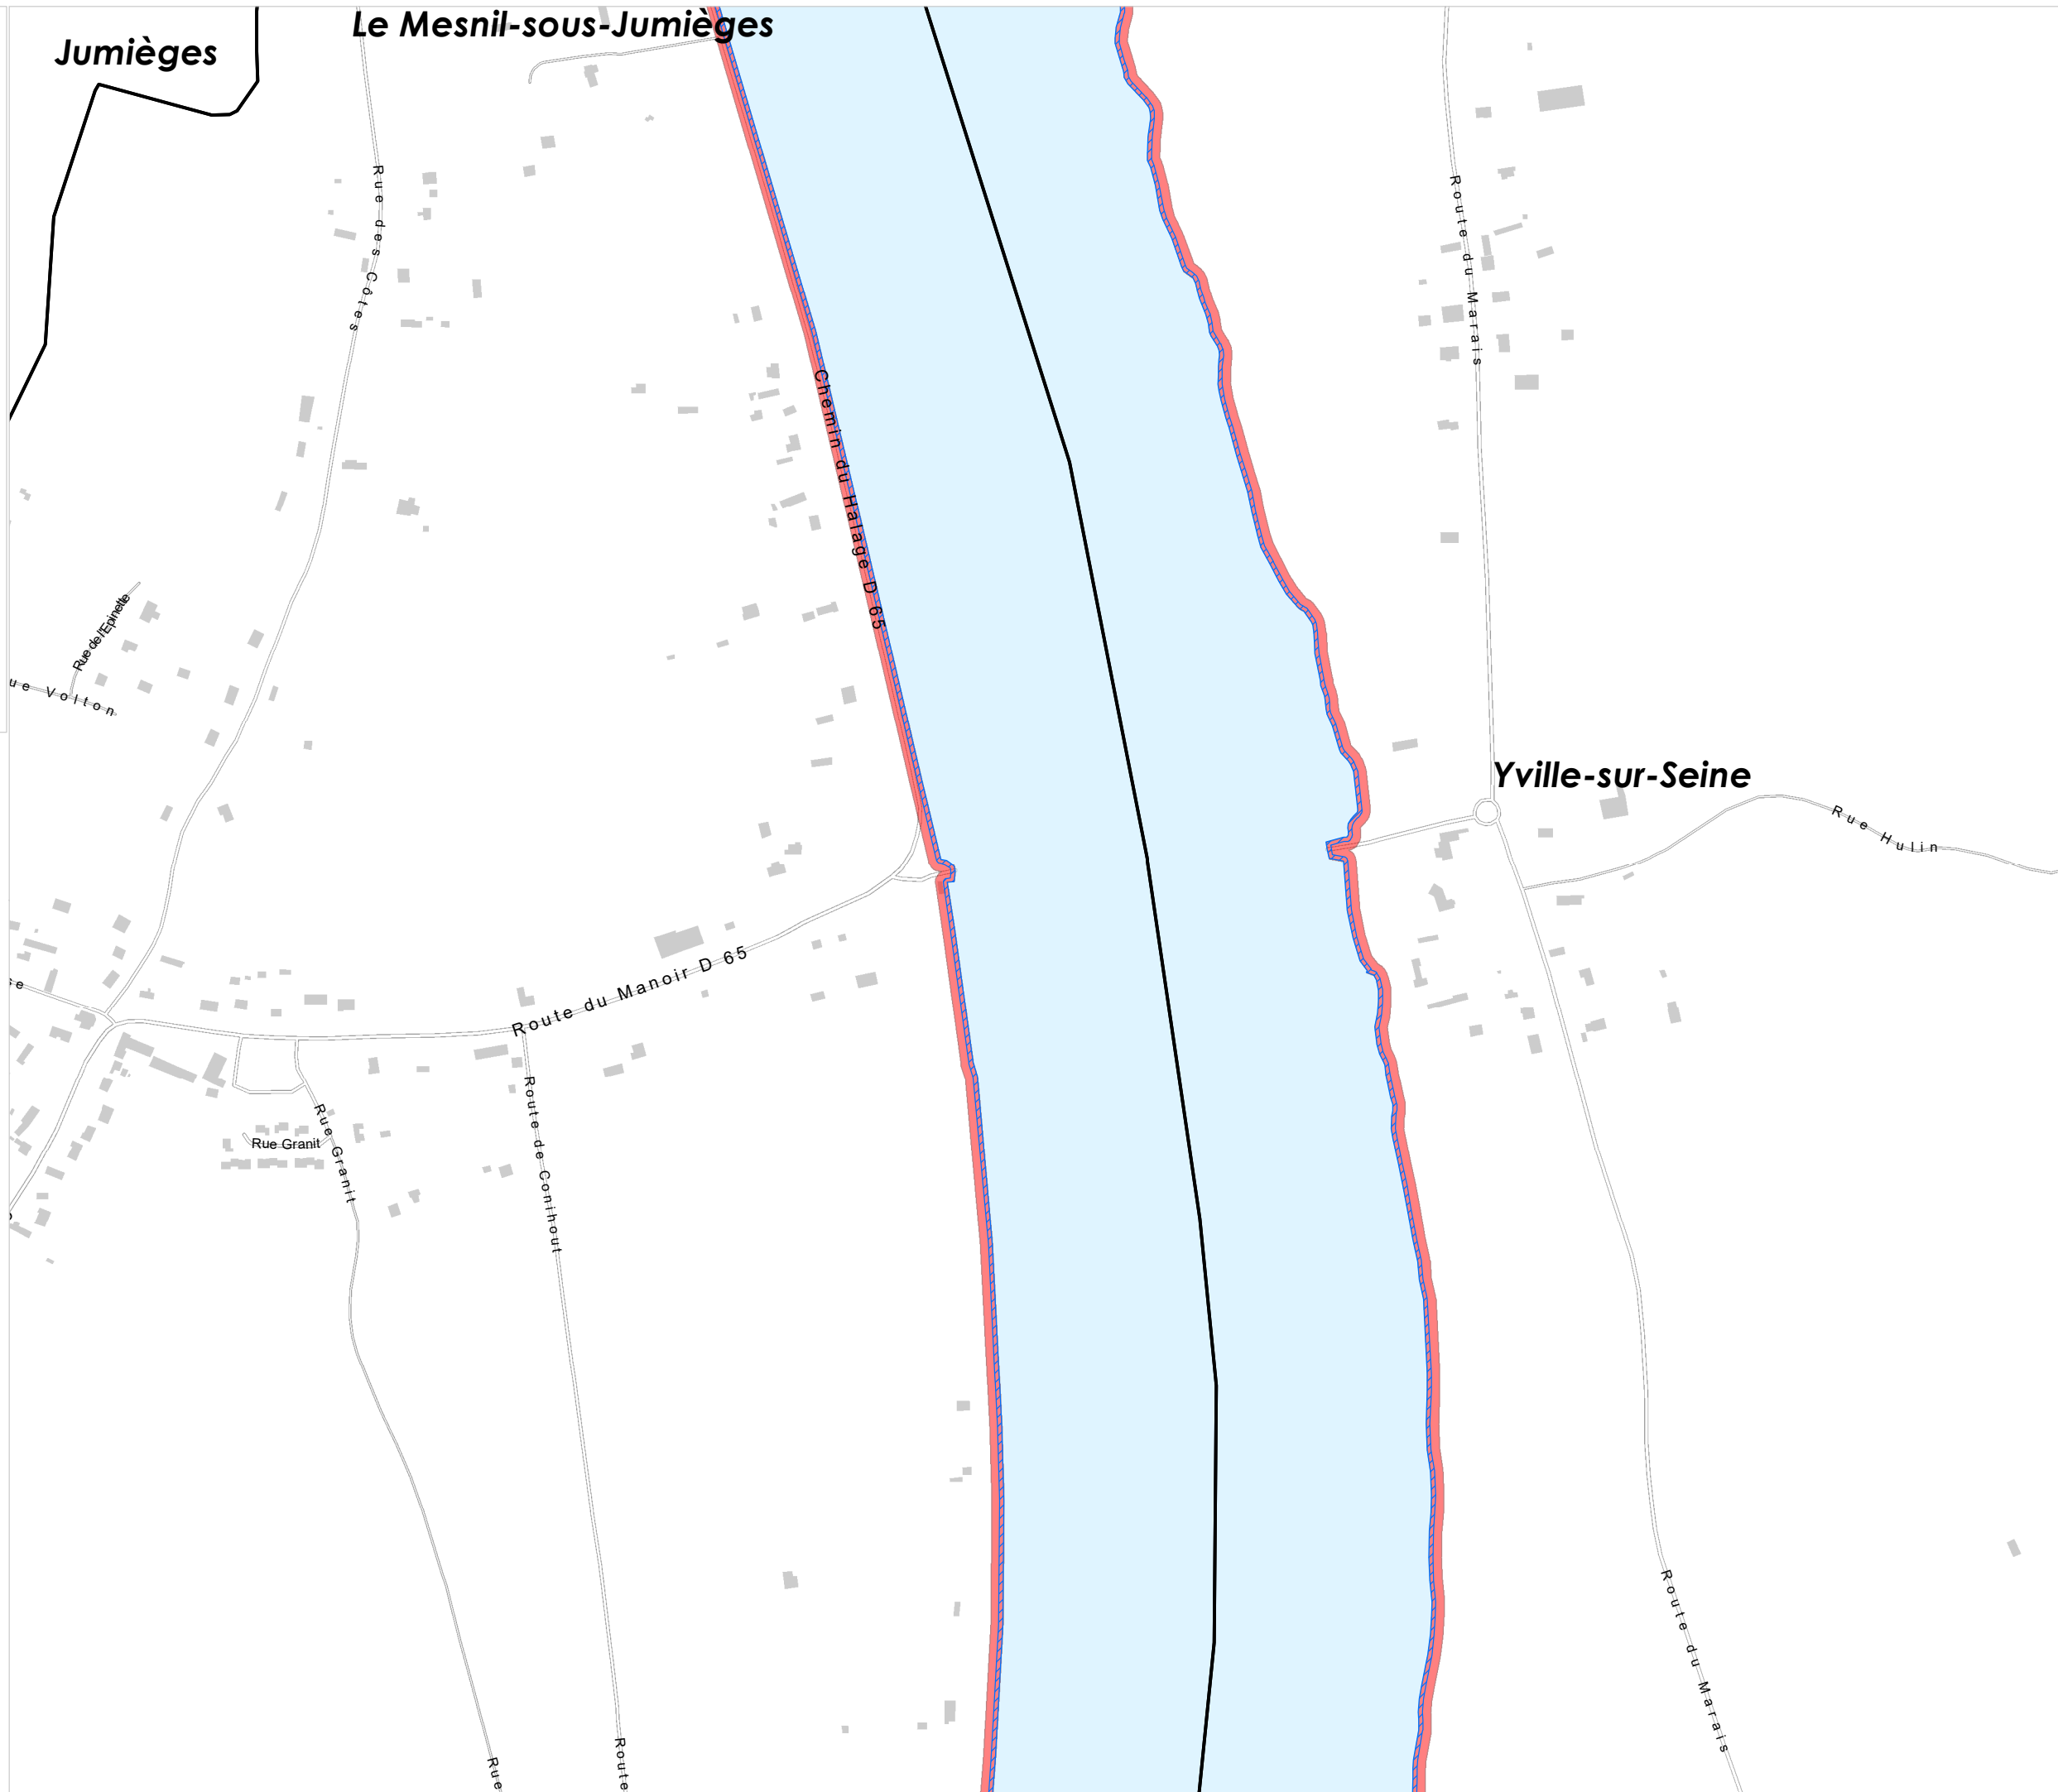 Le Mesnil-sous-Jumièges
Jumièges
Rue des Côtes
Route du Marais
Chemin du Halage D 65
Rue de l'Epinette
ue Volton
Yville-sur-Seine
Rue Hulin
Route du Manoir D 65
Rue Granit
Rue Granit
Route de Conihout
Route du Marais
Rue
Route